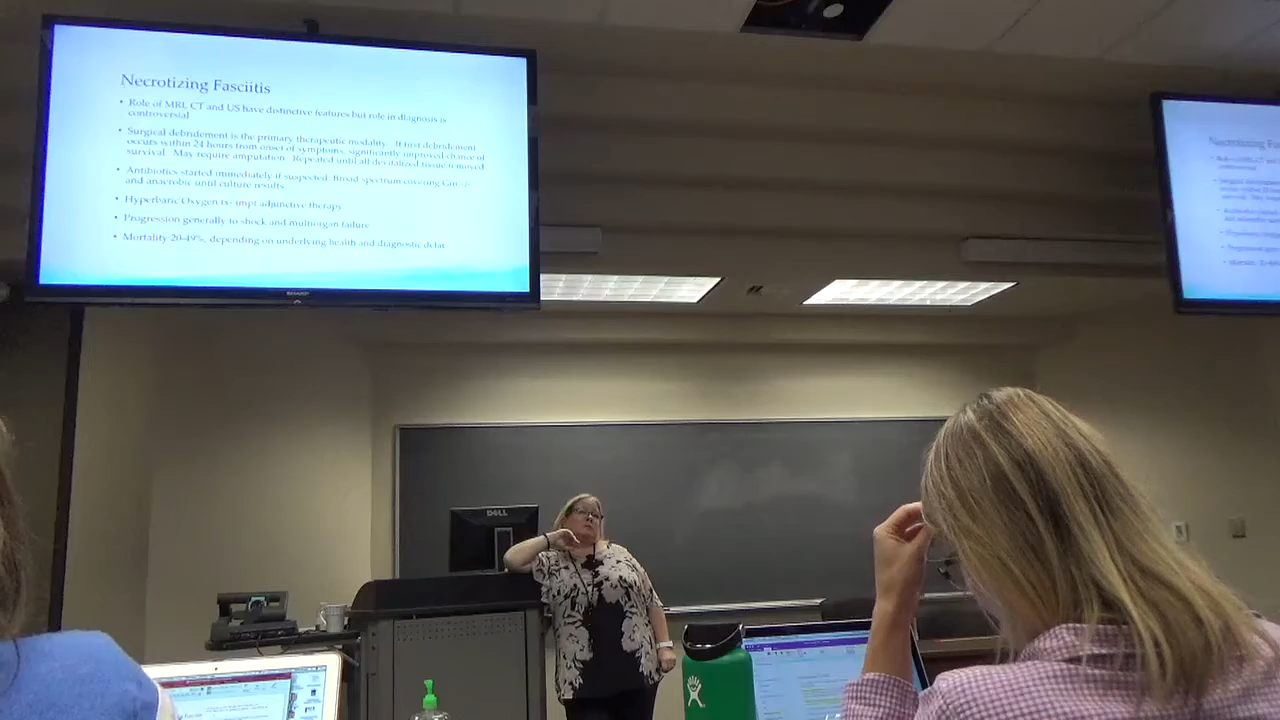 Necrotizing Fasciitis
• Role of MRI, CT and US have distinctive features but role in diagnosis is
controversial
• Surgical debridement is the primary therapeutic modality. If first debridement
occurs within 24 hours from onset of symptoms, significantly improved chance of
survival. May require amputation. Repeated until all devitalized tissue removed
• Antibiotics started immediately if suspected. Broad spectrum covering Gm +/-
and anaerobic until culture results
• Hyperbaric Oxygen tx- impt adjunctive therapy
• Progression generally to shock and multiorgan failure
• Mortality 20-49%, depending on underlying health and diagnostic delay
SHARP
Necrotizing Fa
DELL